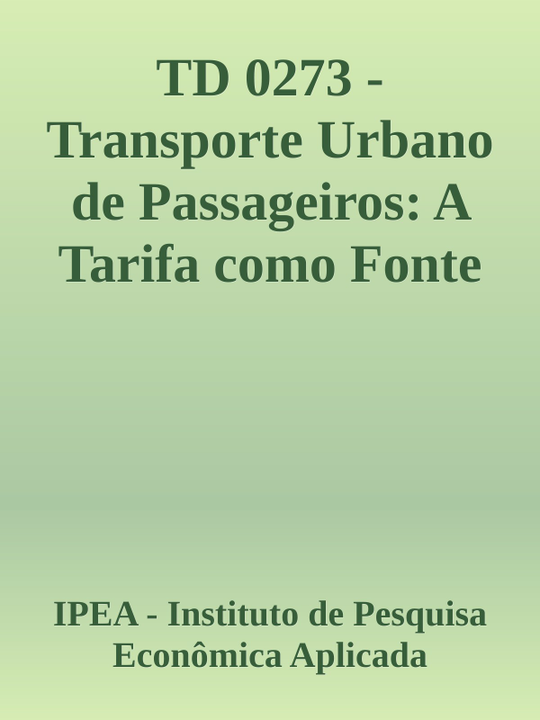 TD 0273 -
Transporte Urbano
de Passageiros: A
Tarifa como Fonte
IPEA - Instituto de Pesquisa
Econômica Aplicada